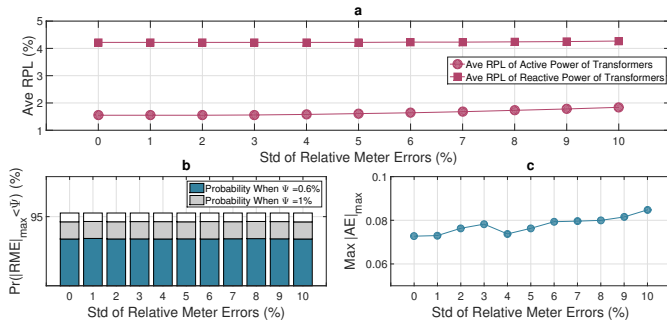 a
5
4
3
2
1
Ave RPL (%)
Ave RPL of Active Power of Transformers
Ave RPL of Reactive Power of Transformers
0 1 2 3 4 5 6 7 8 9 10
Std of Relative Meter Errors (%)
b
95
Pr(|RME|max<Ψ) (%)
Probability When Ψ =0.6%
Probability When Ψ =1%
0 1 2 3 4 5 6 7 8 9 10
Std of Relative Meter Errors (%)
c
0.1
0.08
0.06
Max |AE|max
0 1 2 3 4 5 6 7 8 9 10
Std of Relative Meter Errors (%)